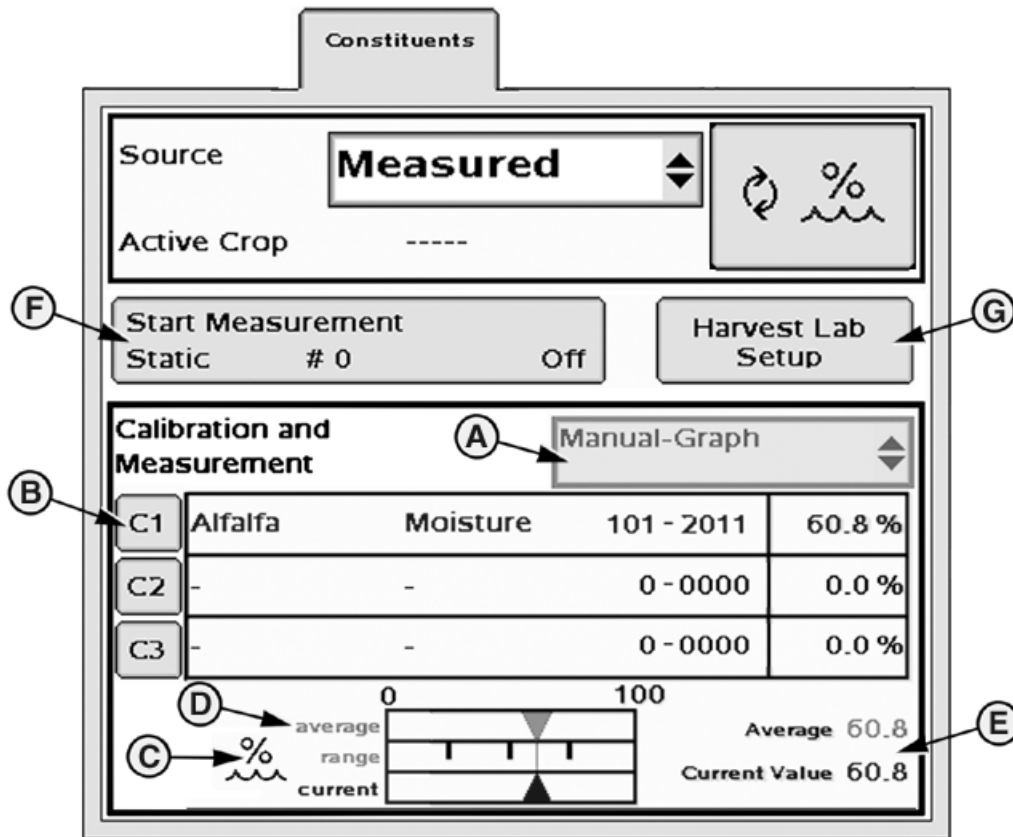 Constituents
Source
Measured
Active Crop -----
F
Start Measurement
Static # 0 Off
Harvest Lab
Setup
G
Calibration and
Measurement
A
Manual-Graph
B
C1 Alfalfa Moisture 101 - 2011 60.8 %
C2 - - 0 - 0000 0.0 %
C3 - - 0 - 0000 0.0 %
0 100
D
average
range
current
C
%
Average 60.8
Current Value 60.8
E
%